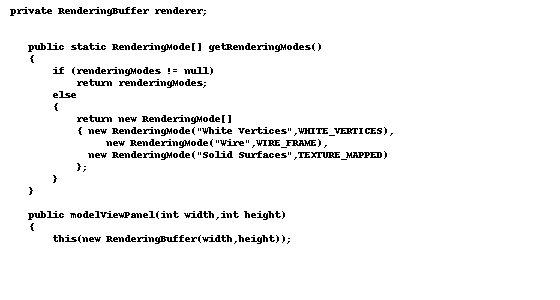 private RenderingBuffer renderer;
public static RenderingMode[] getRenderingModes()
{
if (renderingModes != null)
return renderingModes;
else
{
return new RenderingMode[]
{ new RenderingMode("White Vertices",WHITE_VERTICES),
new RenderingMode("Wire",WIRE_FRAME),
new RenderingMode("Solid Surfaces",TEXTURE_MAPPED)
};
}
}
public modelViewPanel(int width,int height)
{
this(new RenderingBuffer(width,height));